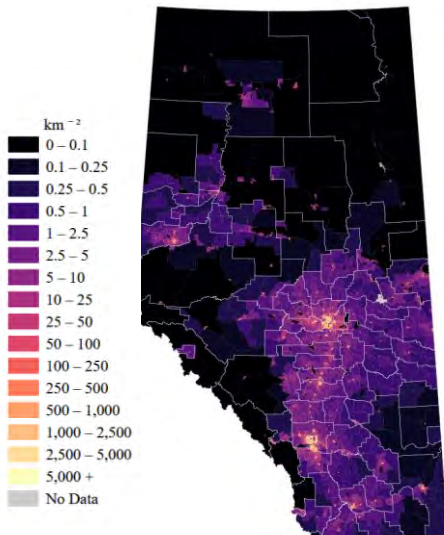 km ⁻²
0 – 0.1
0.1 – 0.25
0.25 – 0.5
0.5 – 1
1 – 2.5
2.5 – 5
5 – 10
10 – 25
25 – 50
50 – 100
100 – 250
250 – 500
500 – 1,000
1,000 – 2,500
2,500 – 5,000
5,000 +
No Data